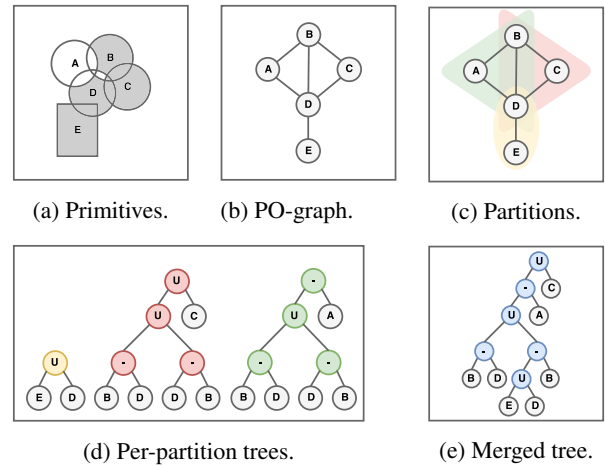 A
B
C
D
E
B
A
C
D
E
B
A
C
D
E
(a) Primitives.
(b) PO-graph.
(c) Partitions.
U
E D
U
U C
- -
B D D B
-
U A
- -
B D D B
U
- C
U A
- -
B D U B
E D
(d) Per-partition trees.
(e) Merged tree.